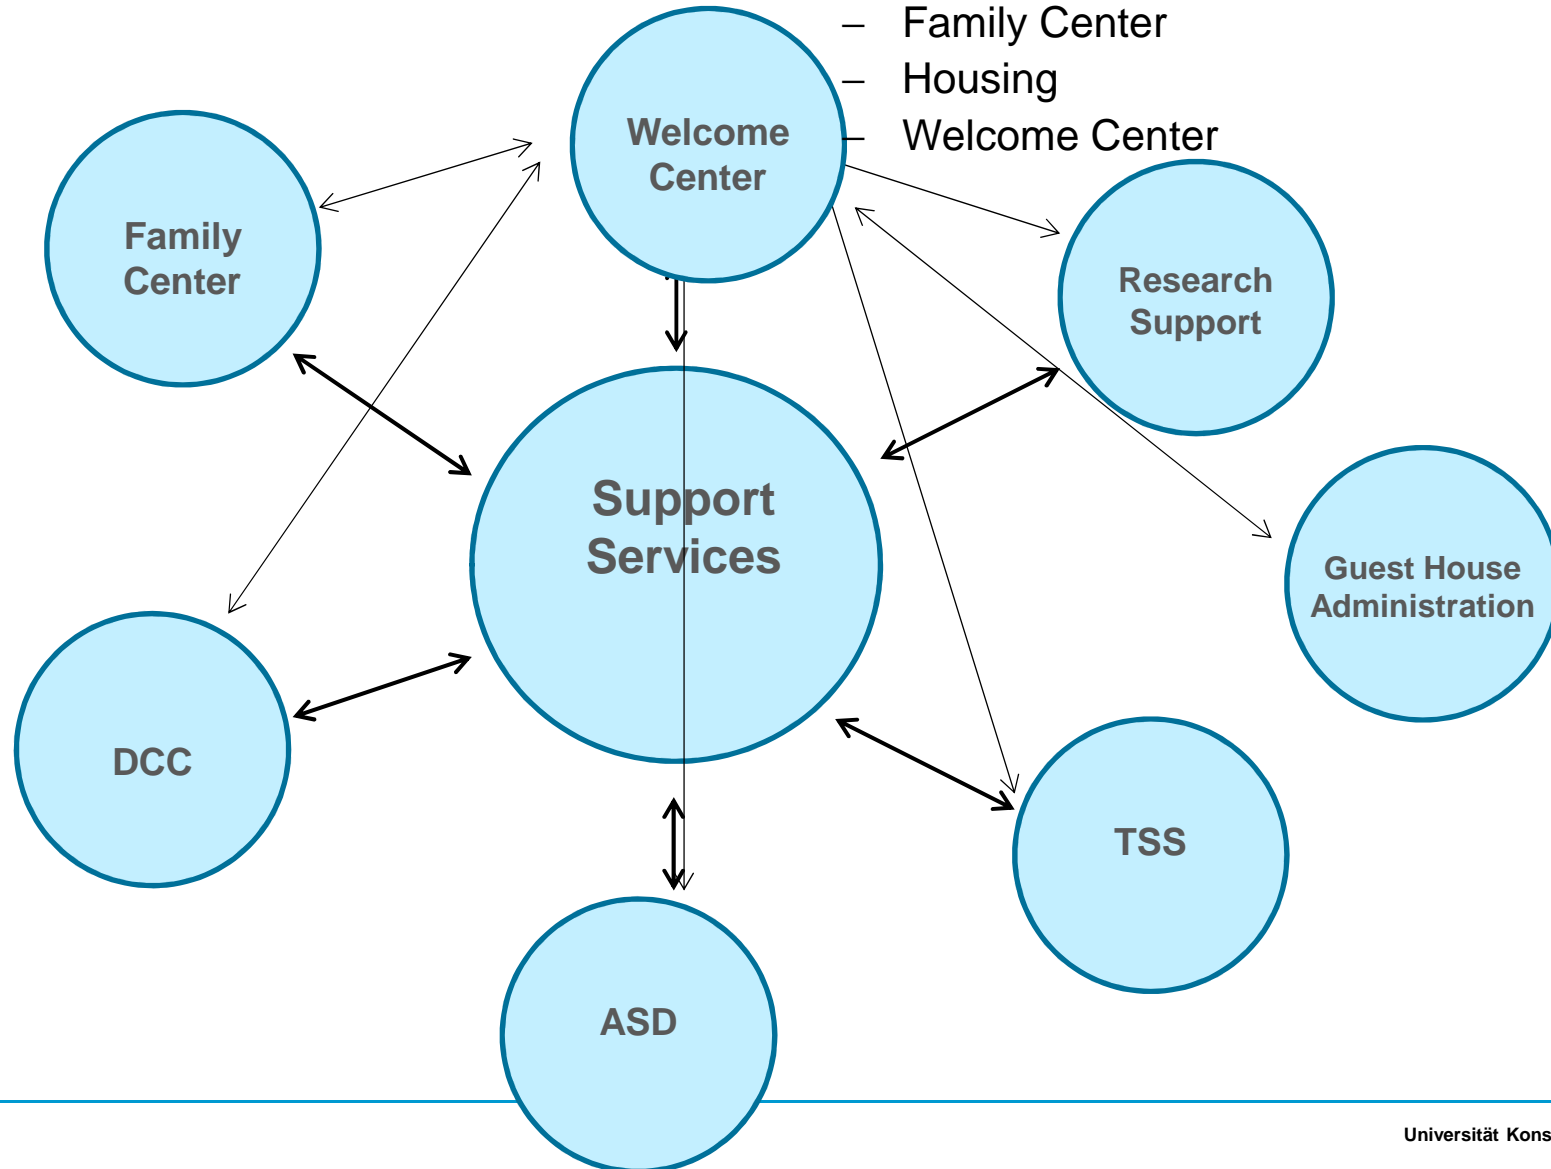 – Family Center
– Housing
– Welcome Center
Welcome
Center
Family
Center
Research
Support
Support
Services
Guest House
Administration
DCC
TSS
ASD
Universität Kons